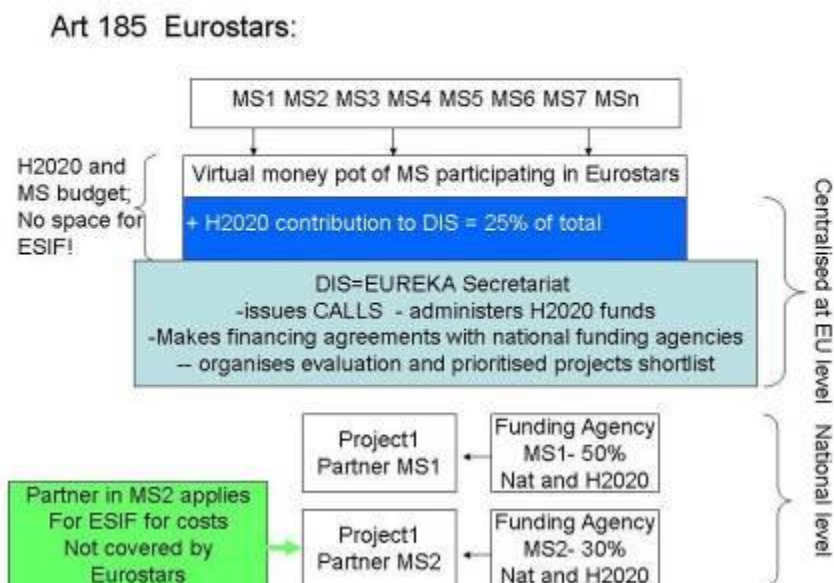 Art 185 Eurostars:
MS1 MS2 MS3 MS4 MS5 MS6 MS7 MSn
H2020 and
MS budget;
No space for
ESIF!
Virtual money pot of MS participating in Eurostars
+ H2020 contribution to DIS = 25% of total
DIS=EUREKA Secretariat
-issues CALLS - administers H2020 funds
-Makes financing agreements with national funding agencies
-- organises evaluation and prioritised projects shortlist
Centralised at EU level
Project1
Partner MS1
Funding Agency
MS1- 50%
Nat and H2020
Partner in MS2 applies
For ESIF for costs
Not covered by
Eurostars
Project1
Partner MS2
Funding Agency
MS2- 30%
Nat and H2020
National level